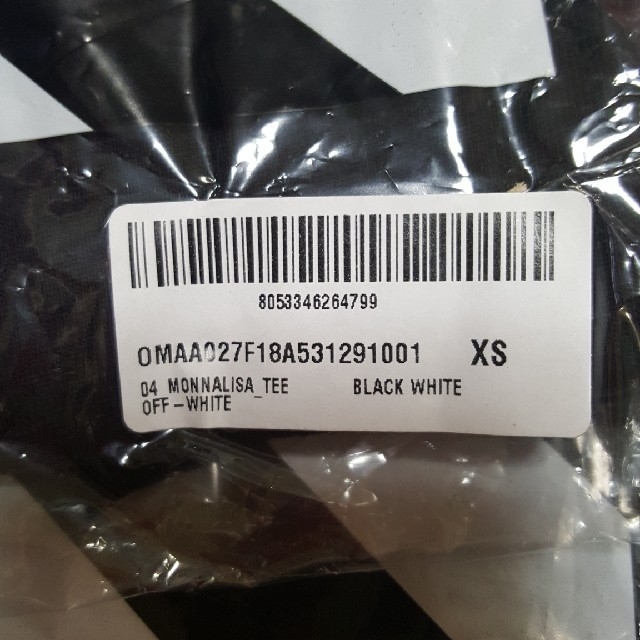 8053346264799
OMAA027F18A531291001 XS
04 MONNALISA_TEE BLACK WHITE
OFF-WHITE